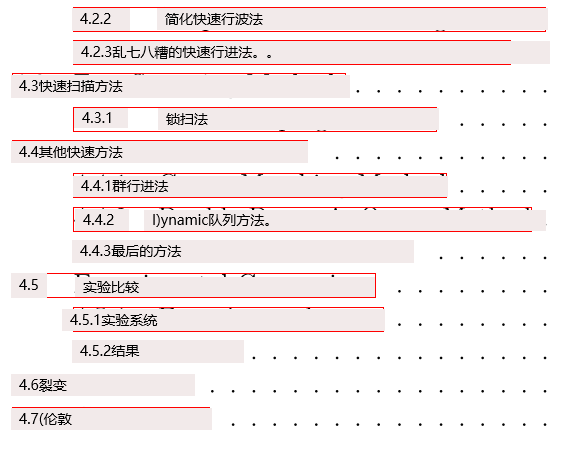 4.2.2 简化快速行波法
4.2.3乱七八糟的快速行进法。。
4.3快速扫描方法
4.3.1 锁扫法
4.4其他快速方法
4.4.1群行进法
4.4.2 l)ynamic队列方法。
4.4.3最后的方法
4.5 实验比较
4.5.1实验系统
4.5.2结果
4.6裂变
4.7(伦敦